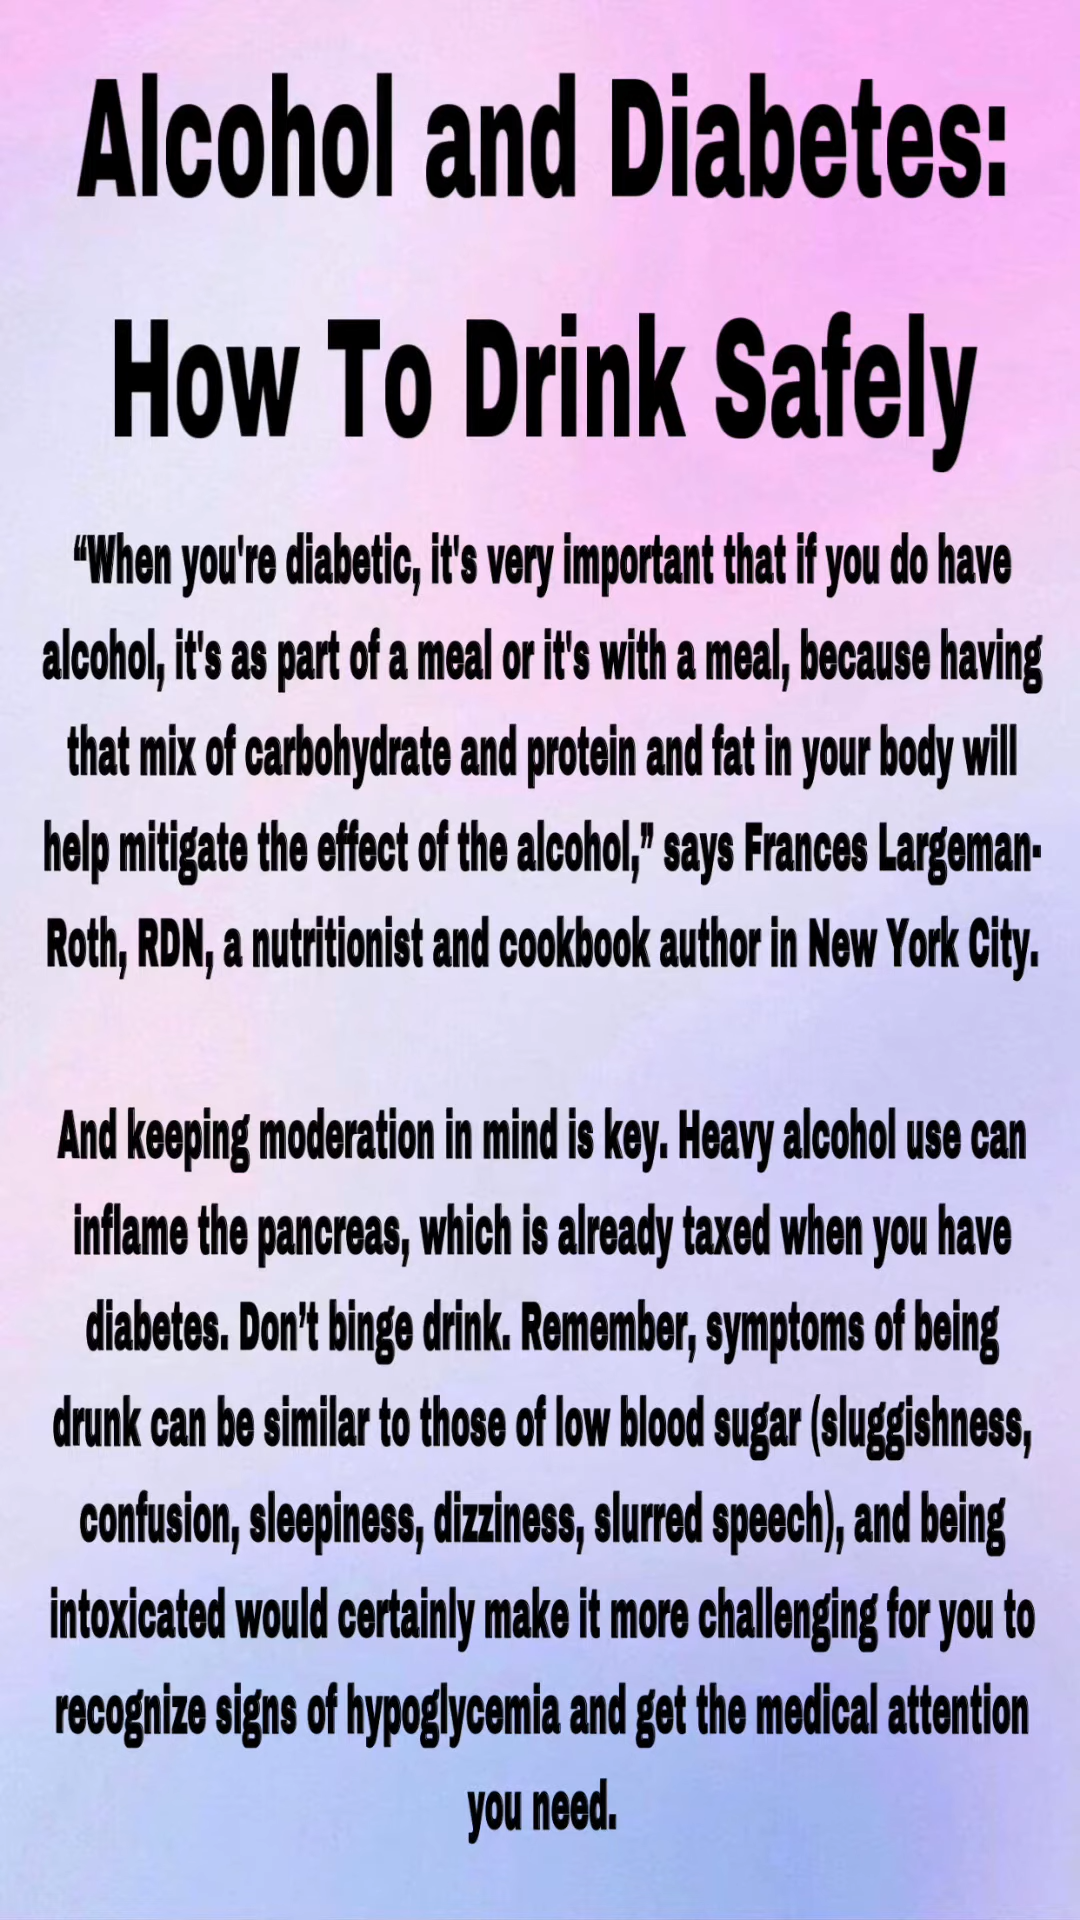 Alcohol and Diabetes:
How To Drink Safely
“When you're diabetic, it's very important that if you do have
alcohol, it's as part of a meal or it's with a meal, because having
that mix of carbohydrate and protein and fat in your body will
help mitigate the effect of the alcohol,” says Frances Largeman-
Roth, RDN, a nutritionist and cookbook author in New York City.
And keeping moderation in mind is key. Heavy alcohol use can
inflame the pancreas, which is already taxed when you have
diabetes. Don’t binge drink. Remember, symptoms of being
drunk can be similar to those of low blood sugar (sluggishness,
confusion, sleepiness, dizziness, slurred speech), and being
intoxicated would certainly make it more challenging for you to
recognize signs of hypoglycemia and get the medical attention
you need.